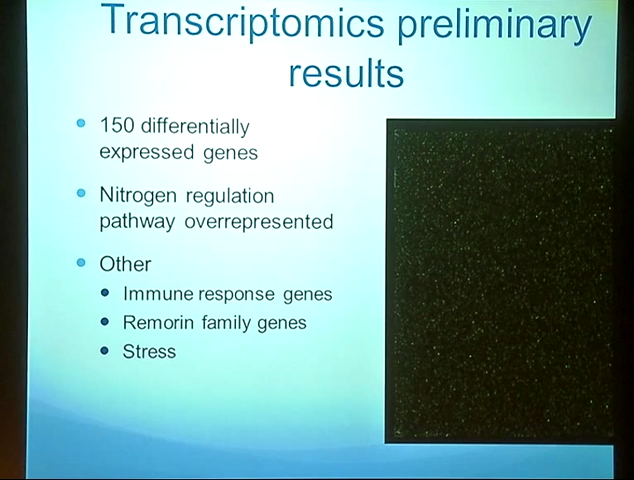 Transcriptomics preliminary
results
150 differentially
expressed genes
Nitrogen regulation
pathway overrepresented
Other
Immune response genes
Remorin family genes
Stress